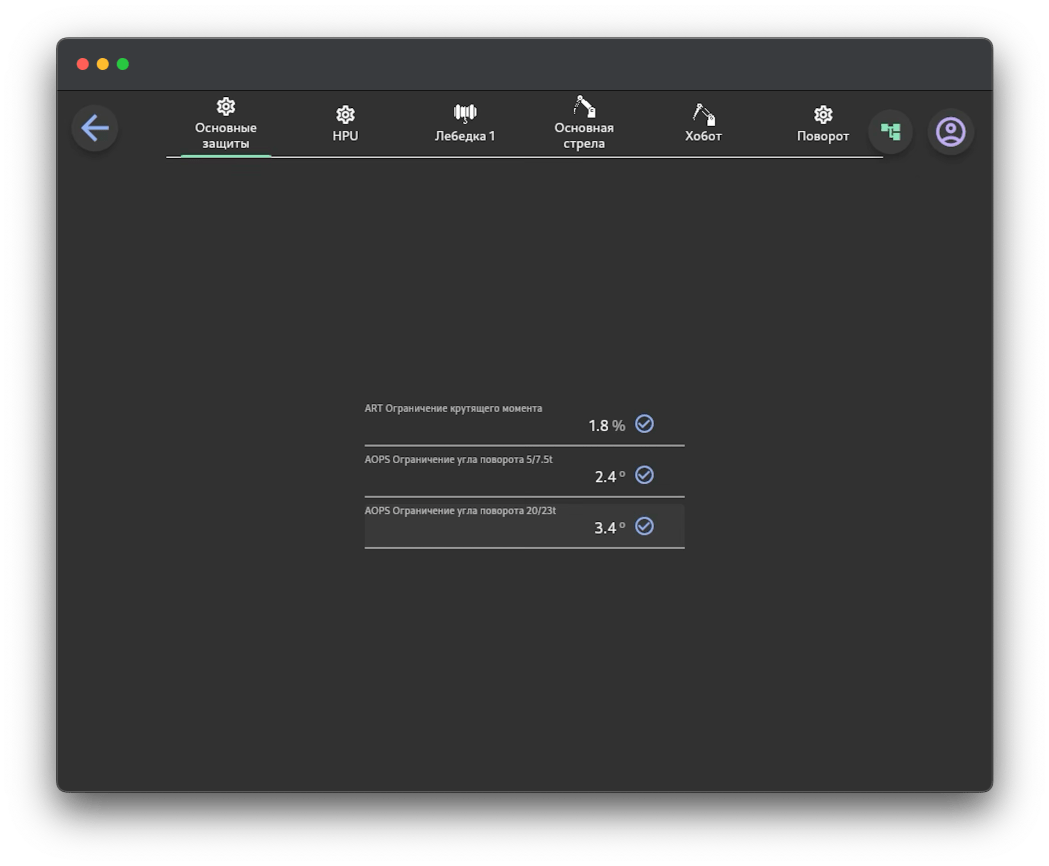 Основные
защиты
HPU
Лебедка 1
Основная
стрела
Хобот
Поворот
ART Ограничение крутящего момента
1.8 %
AOPS Ограничение угла поворота 5/7.5t
2.4 º
AOPS Ограничение угла поворота 20/23t
3.4 º